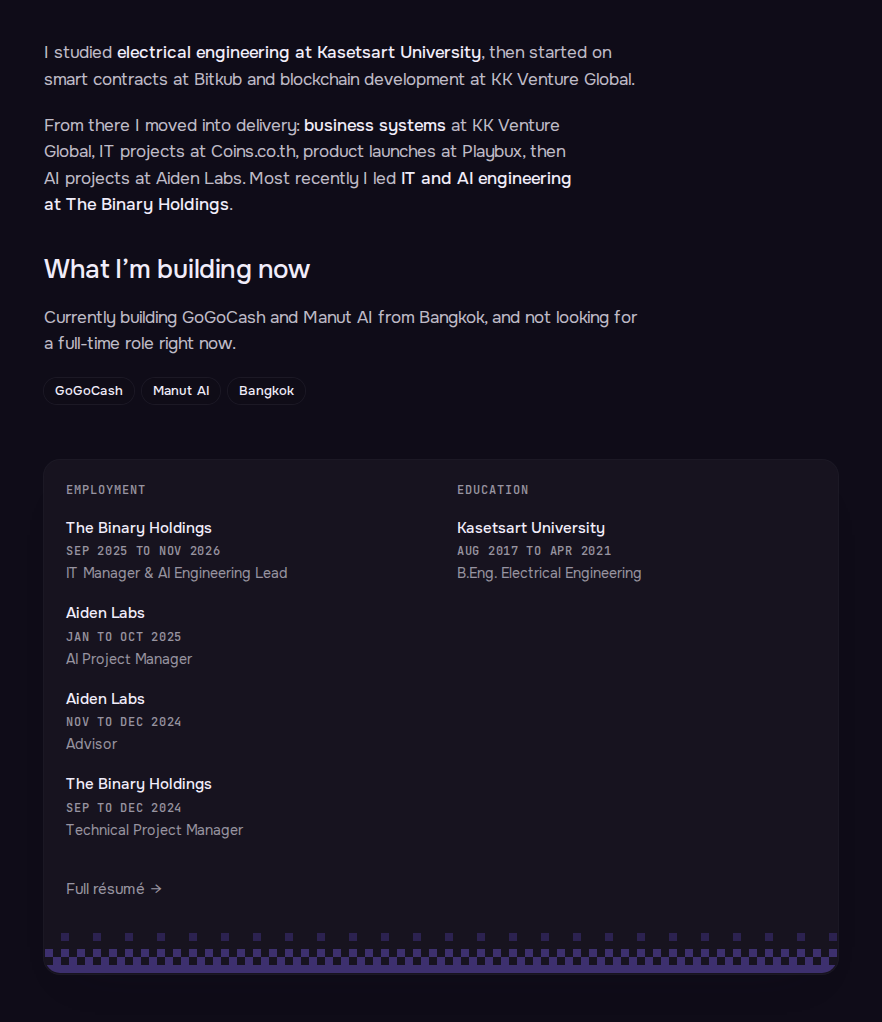 I studied electrical engineering at Kasetsart University, then started on
smart contracts at Bitkub and blockchain development at KK Venture Global.
From there I moved into delivery: business systems at KK Venture
Global, IT projects at Coins.co.th, product launches at Playbux, then
AI projects at Aiden Labs. Most recently I led IT and AI engineering
at The Binary Holdings.
What I’m building now
Currently building GoGoCash and Manut AI from Bangkok, and not looking for
a full-time role right now.
GoGoCash
Manut AI
Bangkok
EMPLOYMENT
The Binary Holdings
SEP 2025 TO NOV 2026
IT Manager & AI Engineering Lead
Aiden Labs
JAN TO OCT 2025
AI Project Manager
Aiden Labs
NOV TO DEC 2024
Advisor
The Binary Holdings
SEP TO DEC 2024
Technical Project Manager
Full résumé →
EDUCATION
Kasetsart University
AUG 2017 TO APR 2021
B.Eng. Electrical Engineering